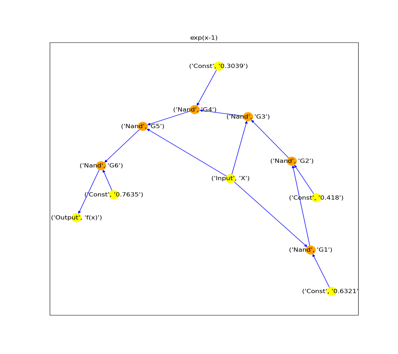 exp(x-1)
('Const', '0.3039')
('Nand', 'G4')
('Nand', 'G3')
('Nand', 'G5')
('Nand', 'G2')
('Nand', 'G6')
('Input', 'X')
('Const', '0.7635')
('Const', '0.418')
('Output', 'f(x)')
('Nand', 'G1')
('Const', '0.6321'